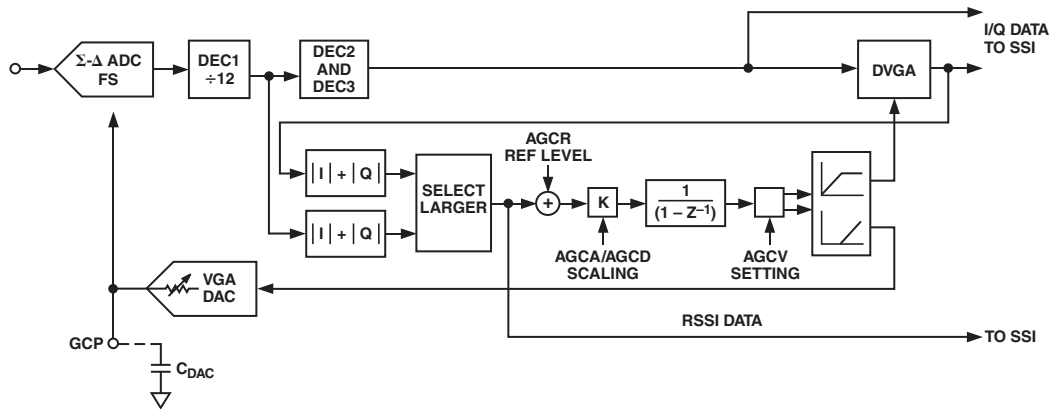 I/Q DATA
TO SSI
Σ-Δ ADC
FS
DEC1
÷12
DEC2
AND
DEC3
DVGA
AGCR
REF LEVEL
|I| + |Q|
SELECT
LARGER
+
K
1
(1 – Z–1)
|I| + |Q|
AGCA/AGCD
SCALING
AGCV
SETTING
VGA
DAC
RSSI DATA
TO SSI
GCP
CDAC